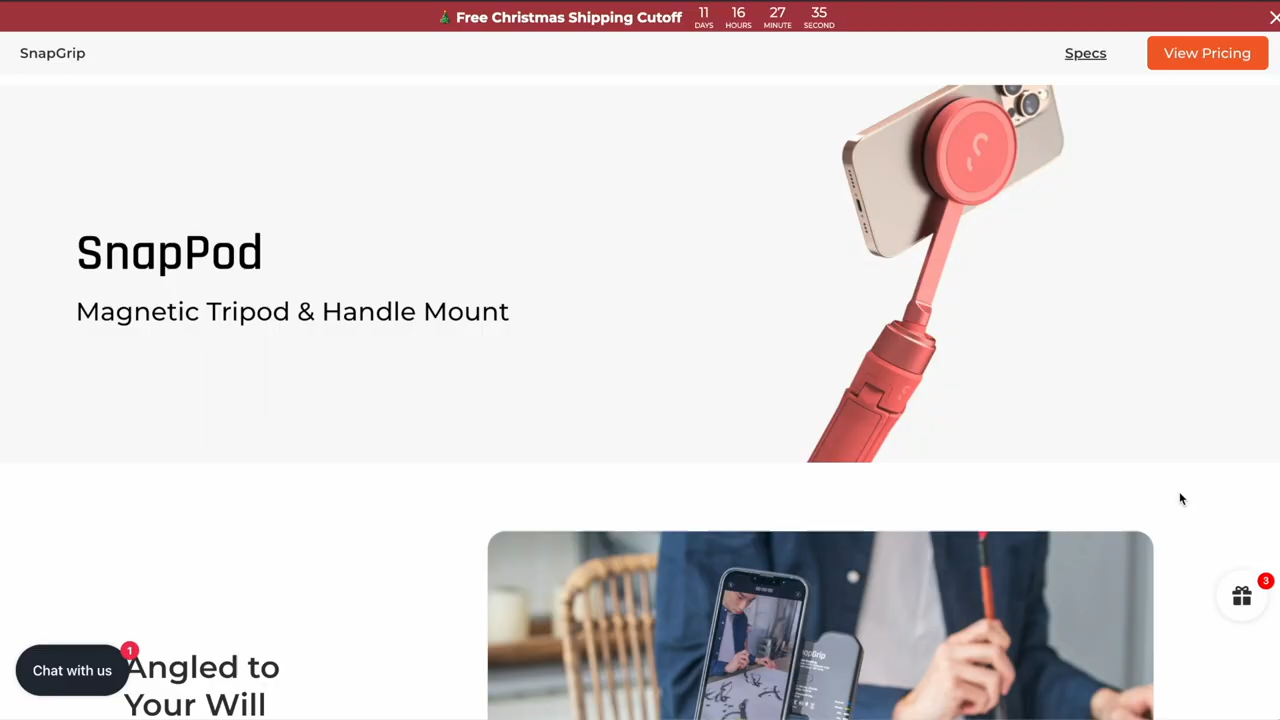 🎄 Free Christmas Shipping Cutoff
11 16 27 35
DAYS HOURS MINUTE SECOND
SnapGrip
Specs
View Pricing
SnapPod
Magnetic Tripod & Handle Mount
3
1
Chat with us
Angled to
Your Will